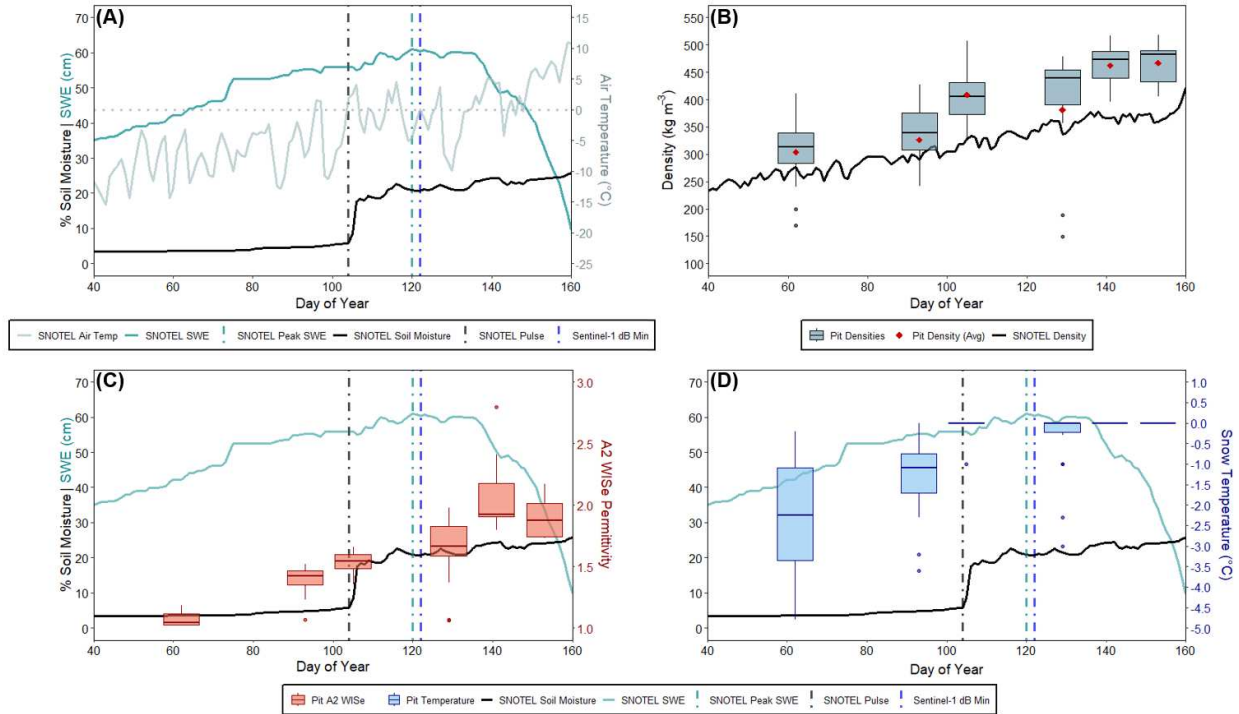 (A)
70
60
50
40
30
20
10
0
% Soil Moisture | SWE (cm)
15
10
5
0
-5
-10
-15
-20
-25
Air Temperature (°C)
40 60 80 100 120 140 160
Day of Year
SNOTEL Air Temp SNOTEL SWE SNOTEL Peak SWE SNOTEL Soil Moisture SNOTEL Pulse Sentinel-1 dB Min
(B)
550
500
450
400
350
300
250
200
150
100
Density (kg m³)
40 60 80 100 120 140 160
Day of Year
Pit Densities Pit Density (Avg) SNOTEL Density
(C)
70
60
50
40
30
20
10
0
% Soil Moisture | SWE (cm)
3.0
2.5
2.0
1.5
1.0
A2 WISe Permittivity
40 60 80 100 120 140 160
Day of Year
(D)
70
60
50
40
30
20
10
0
1.0
0.5
0.0
-0.5
-1.0
-1.5
-2.0
-2.5
-3.0
-3.5
-4.0
-4.5
-5.0
Snow Temperature (°C)
40 60 80 100 120 140 160
Day of Year
Pit A2 WISe Pit Temperature SNOTEL Soil Moisture SNOTEL SWE SNOTEL Peak SWE SNOTEL Pulse Sentinel-1 dB Min